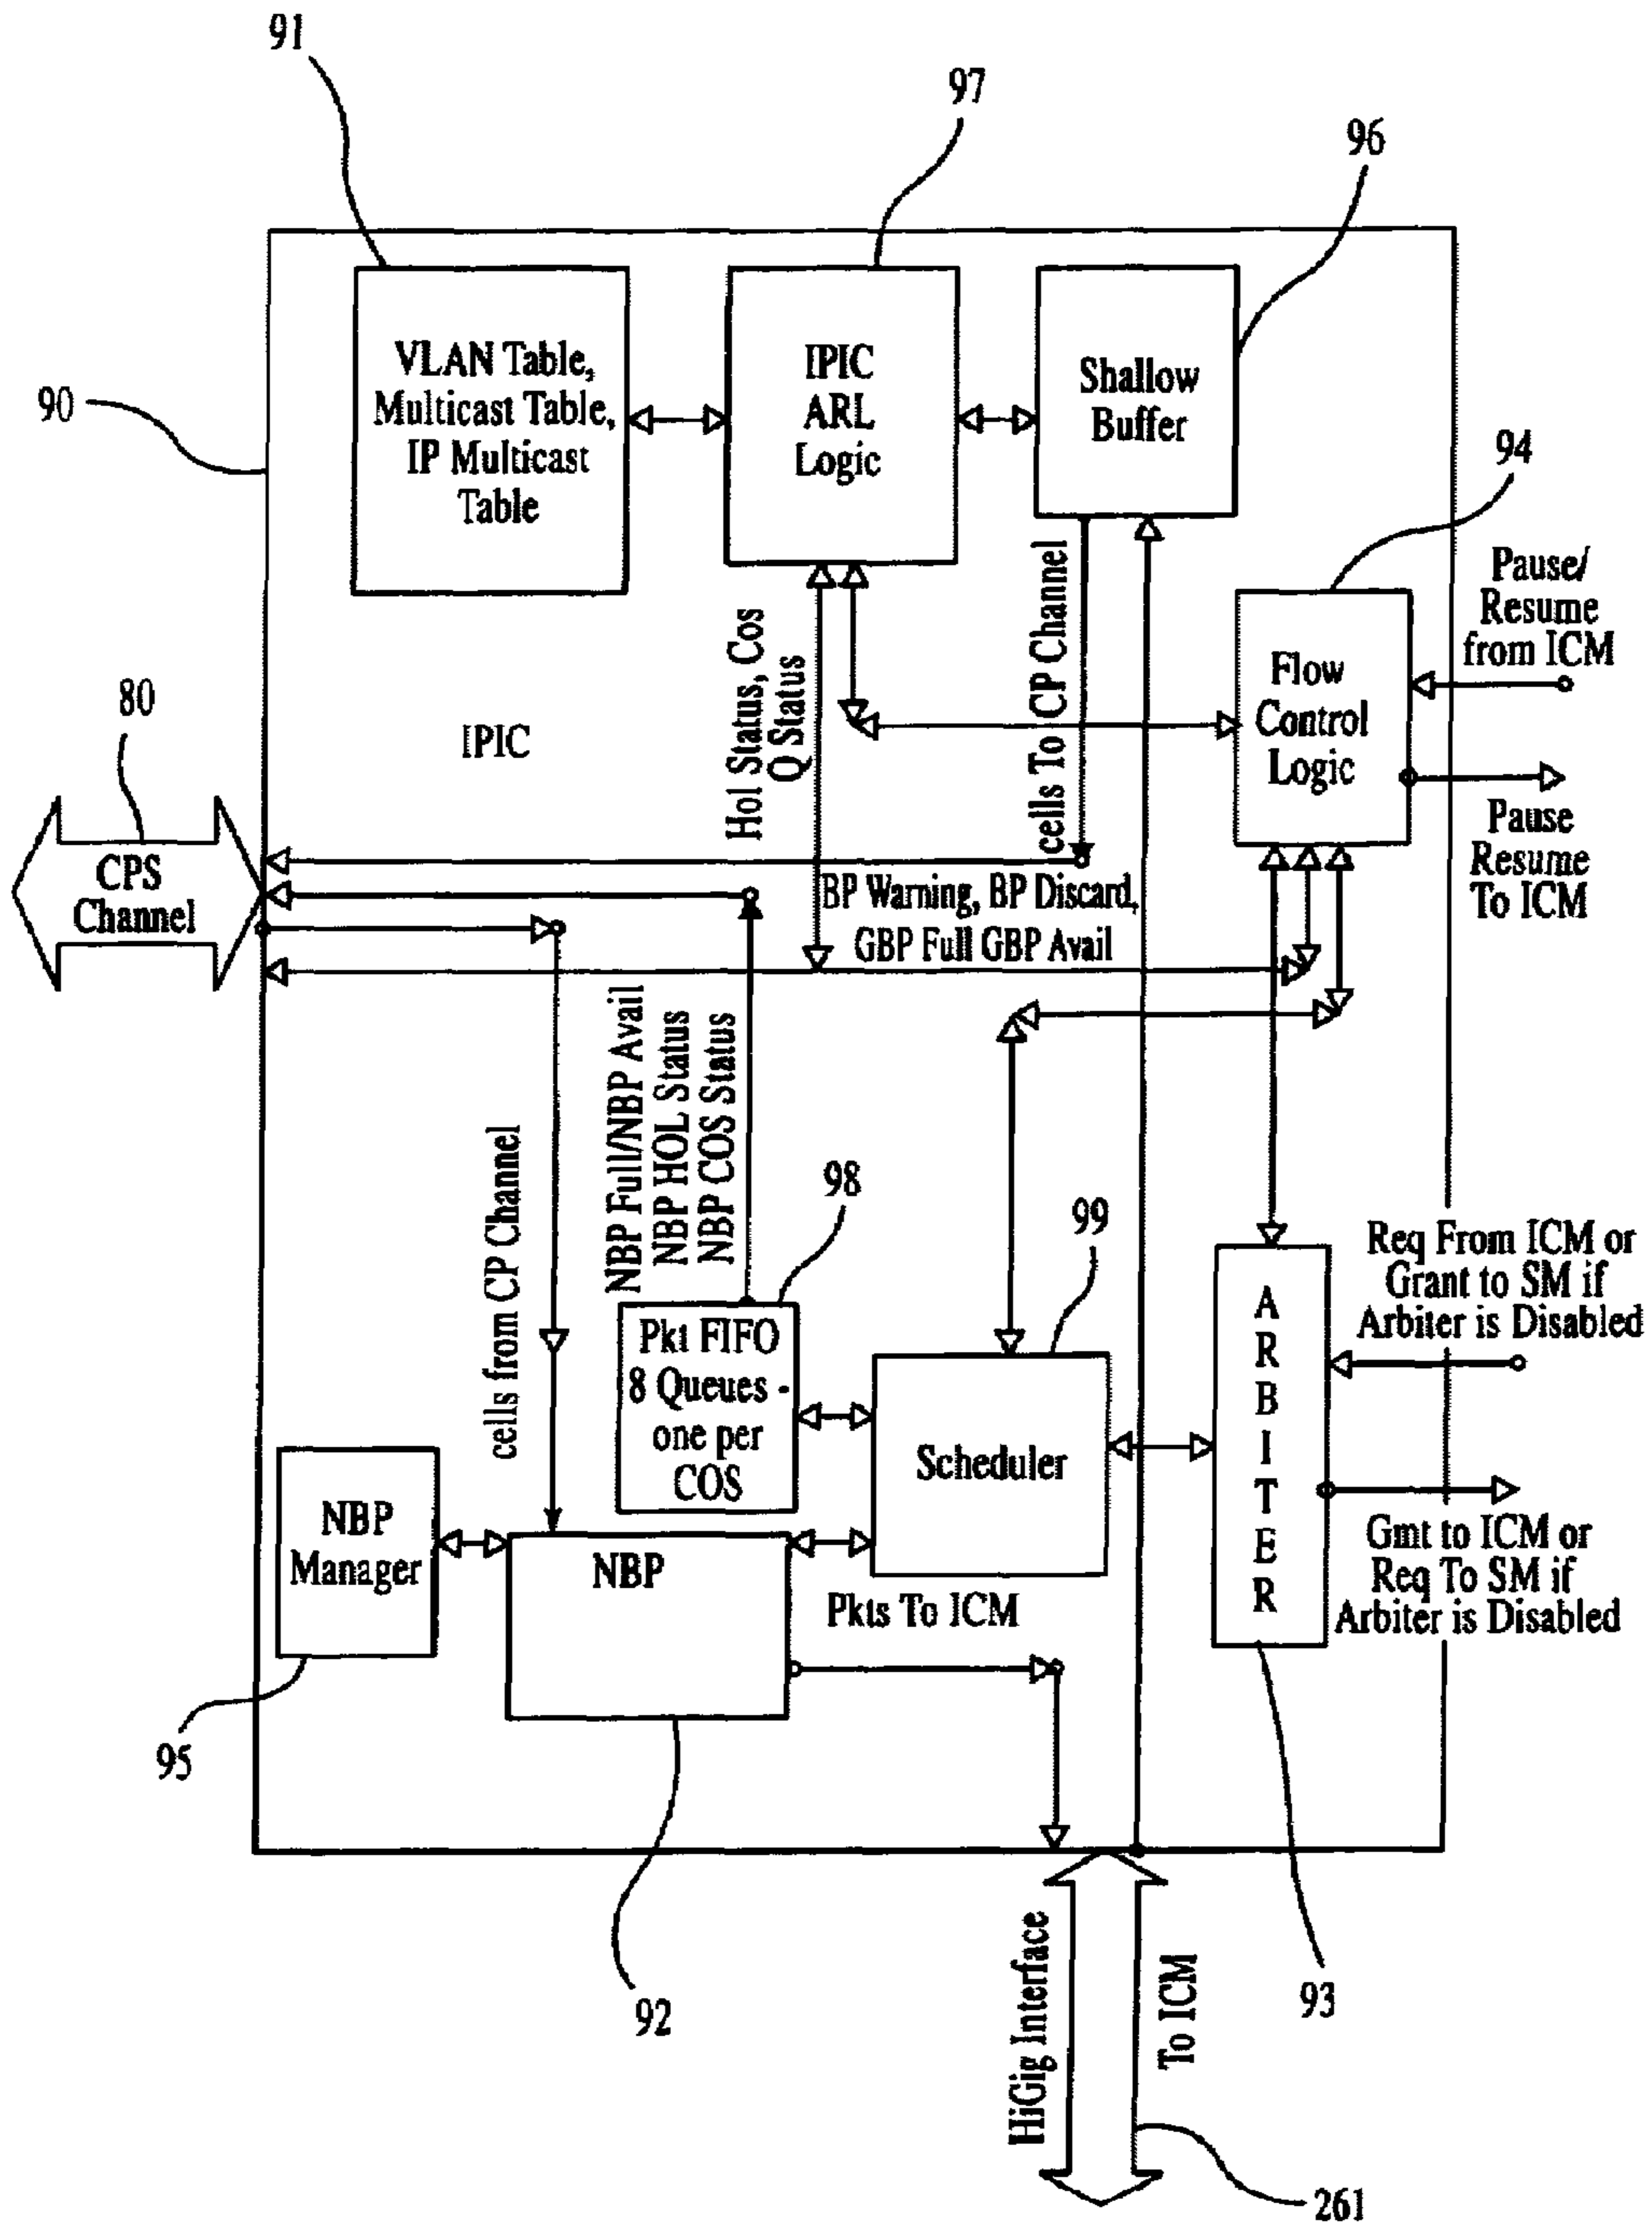 91
97
96
90
VLAN Table,
Multicast Table,
IP Multicast
Table
IPIC
ARL
Logic
Shallow
Buffer
94
Pause/
Resume
from ICM
Flow
Control
Logic
Pause
Resume
To ICM
80
IPIC
Hol Status, Cos
Q Status
cells To CP Channel
CPS
Channel
BP Warning, BP Discard,
GBP Full GBP Avail
cells from CP Channel
NBP Full/NBP Avail
NBP HOL Status
NBP COS Status
98
99
Pkt FIFO
8 Queues -
one per
COS
Scheduler
A
R
B
I
T
E
R
Req From ICM or
Grant to SM if
Arbiter is Disabled
Gmt to ICM or
Req To SM if
Arbiter is Disabled
NBP
Manager
NBP
Pkts To ICM
95
92
93
HiGig Interface
To ICM
261